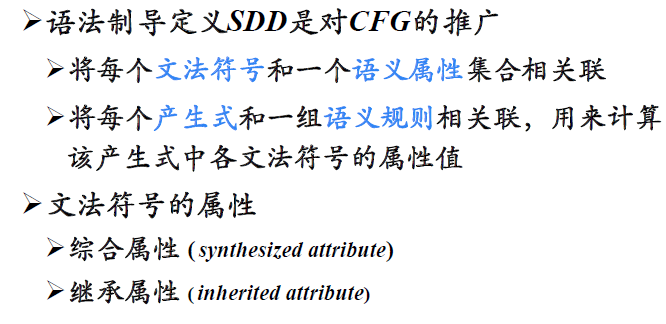 ➢语法制导定义SDD是对CFG的推广
➢将每个文法符号和一个语义属性集合相关联
➢将每个产生式和一组语义规则相关联，用来计算
该产生式中各文法符号的属性值
➢文法符号的属性
➢综合属性 (synthesized attribute)
➢继承属性 (inherited attribute)